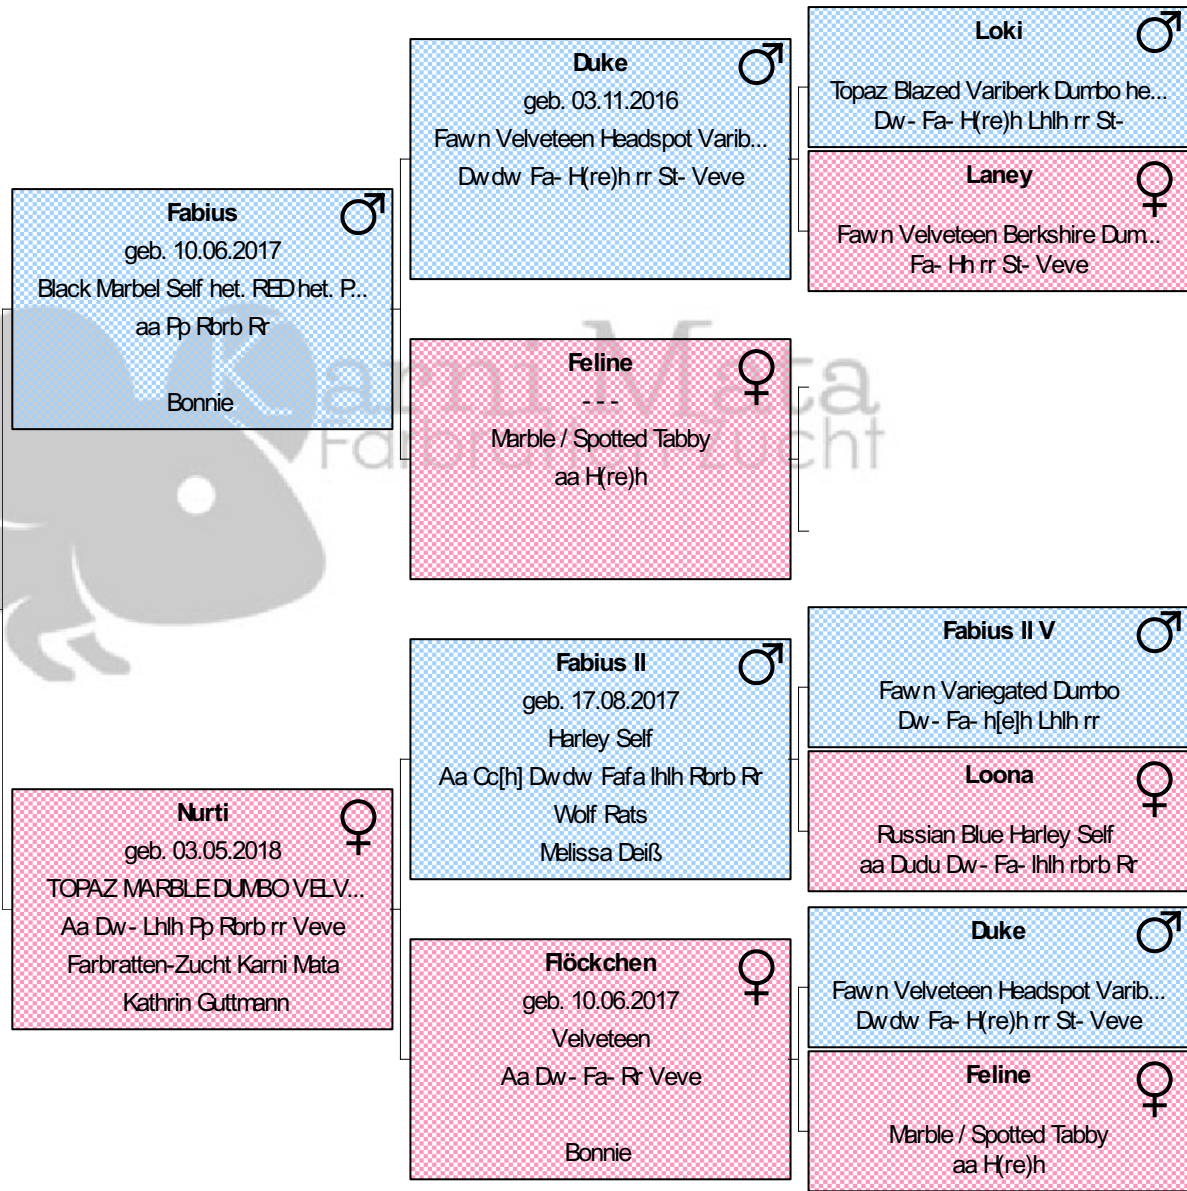 Fabius
geb. 10.06.2017
Black Marbel Self het. RED het. P...
aa Pp Rbrb Rr
Bonnie
Nurti
geb. 03.05.2018
TOPAZ MARBLE DUMBO VELV...
Aa Dw- Lhlh Pp Rbrb rr Veve
Farbratten-Zucht Karni Mata
Kathrin Guttmann
Duke
geb. 03.11.2016
Fawn Velveteen Headspot Varib...
Dwdw Fa- H(re)h rr St- Veve
Feline
---
Marble / Spotted Tabby
aa H(re)h
Fabius II
geb. 17.08.2017
Harley Self
Aa Cc[h] Dwdw Fafa lhlh Rbrb Rr
Wolf Rats
Melissa Deiß
Flöckchen
geb. 10.06.2017
Velveteen
Aa Dw- Fa- Rr Veve
Bonnie
Loki
Topaz Blazed Variberk Dumbo he...
Dw- Fa- H(re)h Lhlh rr St-
Laney
Fawn Velveteen Berkshire Dum...
Fa- Hh rr St- Veve
Fabius II V
Fawn Variegated Dumbo
Dw- Fa- h[e]h Lhlh rr
Loona
Russian Blue Harley Self
aa Dudu Dw- Fa- lhlh rbrb Rr
Duke
Fawn Velveteen Headspot Varib...
Dwdw Fa- H(re)h rr St- Veve
Feline
Marble / Spotted Tabby
aa H(re)h
Karni Mata
Farbratten-Zucht